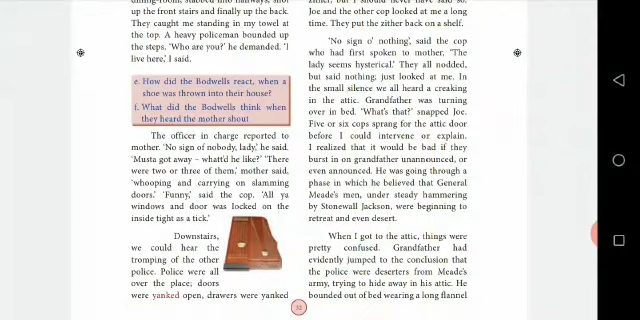 dining-room, stabbed into hallways, shot
up the front stairs and finally up the back.
They caught me standing in my towel at
the top. A heavy policeman bounded up
the steps. ‘Who are you?’ he demanded. ‘I
live here,’ I said.
e. How did the Bodwells react, when a
shoe was thrown into their house?
f. What did the Bodwells think when
they heard the mother shout
The officer in charge reported to
mother. ‘No sign of nobody, lady,’ he said.
‘Musta got away – whatt’d he like?’ ‘There
were two or three of them,’ mother said,
‘whooping and carrying on slamming
doors.’ ‘Funny,’ said the cop. ‘All ya
windows and door was locked on the
inside tight as a tick.’
Downstairs,
we could hear the
tromping of the other
police. Police were all
over the place; doors
were yanked open, drawers were yanked
zither, but I should never have said so.
Joe and the other cop looked at me a long
time. They put the zither back on a shelf.
‘No sign o’ nothing’, said the cop
who had first spoken to mother, ‘The
lady seems hysterical.’ They all nodded,
but said nothing; just looked at me. In
the small silence we all heard a creaking
in the attic. Grandfather was turning
over in bed. ‘What’s that?’ snapped Joe.
Five or six cops sprang for the attic door
before I could intervene or explain.
I realized that it would be bad if they
burst in on grandfather unannounced, or
even announced. He was going through a
phase in which he believed that General
Meade’s men, under steady hammering
by Stonewall Jackson, were beginning to
retreat and even desert.
When I got to the attic, things were
pretty confused. Grandfather had
evidently jumped to the conclusion that
the police were deserters from Meade’s
army, trying to hide away in his attic. He
bounded out of bed wearing a long flannel
32